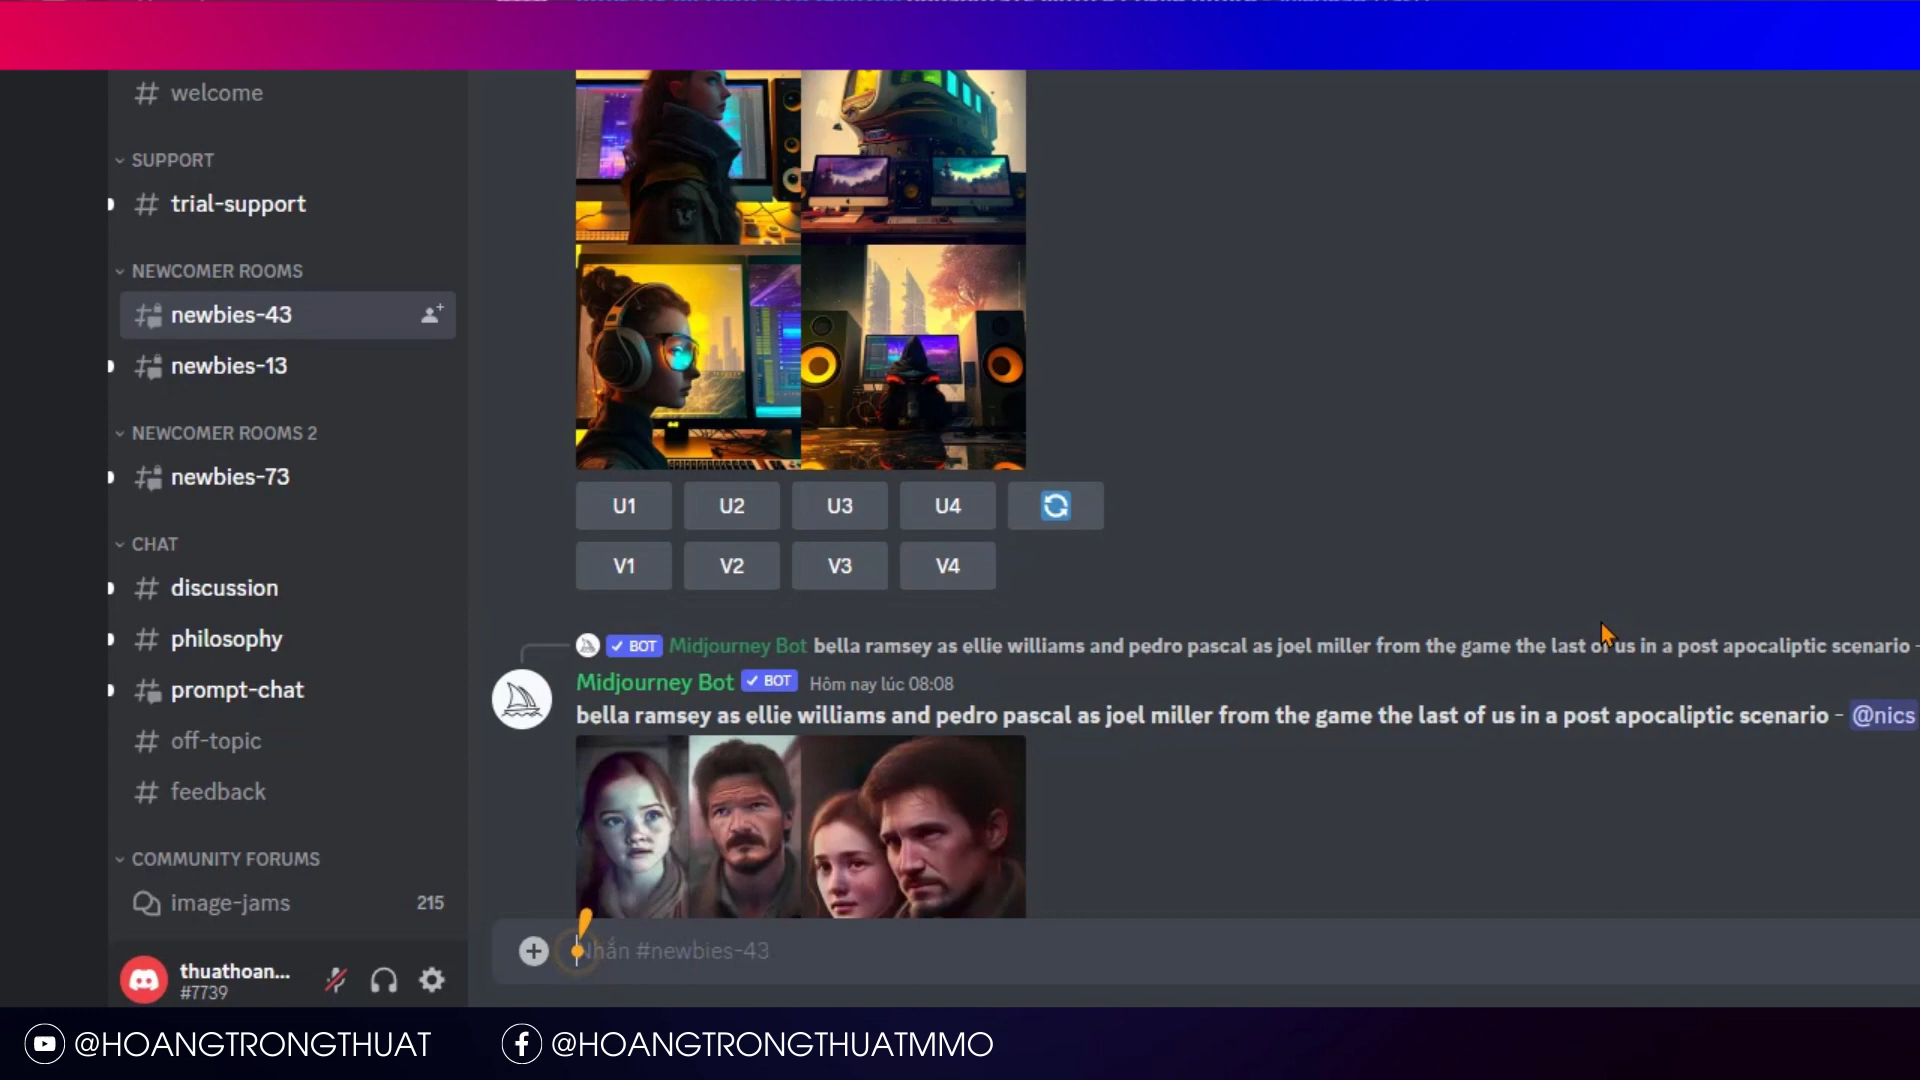 welcome
SUPPORT
trial-support
NEWCOMER ROOMS
newbies-43
newbies-13
NEWCOMER ROOMS 2
newbies-73
CHAT
discussion
philosophy
prompt-chat
off-topic
feedback
COMMUNITY FORUMS
image-jams 215
thuathoan...
#7739
U1 U2 U3 U4
V1 V2 V3 V4
BOT Midjourney Bot bella ramsey as ellie williams and pedro pascal as joel miller from the game the last of us in a post apocaliptic scenario -
Midjourney Bot BOT Hôm nay lúc 08:08
bella ramsey as ellie williams and pedro pascal as joel miller from the game the last of us in a post apocaliptic scenario - @nics
Nhắn #newbies-43
@HOANGTRONGTHUAT @HOANGTRONGTHUATMMO